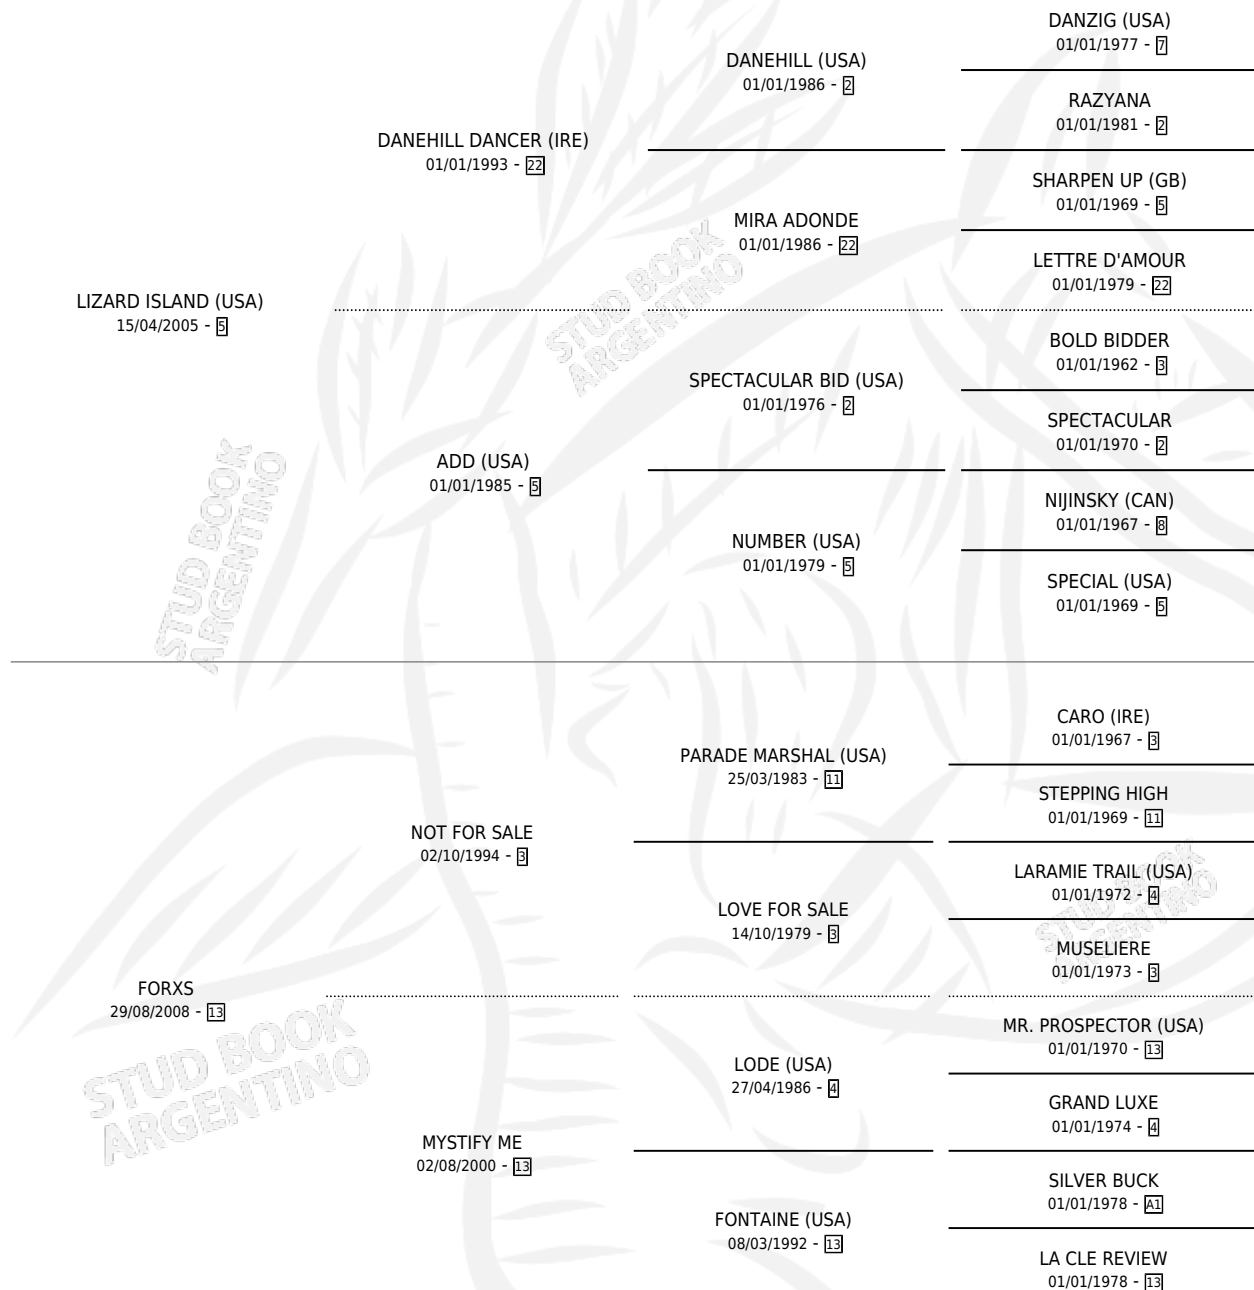 DANZIG (USA)
01/01/1977 - 7
DANEHILL (USA)
01/01/1986 - 2
RAZYANA
01/01/1981 - 2
DANEHILL DANCER (IRE)
01/01/1993 - 22
SHARPEN UP (GB)
01/01/1969 - 5
MIRA ADONDE
01/01/1986 - 22
LETTRE D'AMOUR
01/01/1979 - 22
LIZARD ISLAND (USA)
15/04/2005 - 5
BOLD BIDDER
01/01/1962 - 3
SPECTACULAR BID (USA)
01/01/1976 - 2
SPECTACULAR
01/01/1970 - 2
ADD (USA)
01/01/1985 - 5
NIJINSKY (CAN)
01/01/1967 - 8
NUMBER (USA)
01/01/1979 - 5
SPECIAL (USA)
01/01/1969 - 5
CARO (IRE)
01/01/1967 - 3
PARADE MARSHAL (USA)
25/03/1983 - 11
STEPPING HIGH
01/01/1969 - 11
NOT FOR SALE
02/10/1994 - 3
LARAMIE TRAIL (USA)
01/01/1972 - 4
LOVE FOR SALE
14/10/1979 - 3
MUSELIERE
01/01/1973 - 3
FORXS
29/08/2008 - 13
MR. PROSPECTOR (USA)
01/01/1970 - 13
LODE (USA)
27/04/1986 - 4
GRAND LUXE
01/01/1974 - 4
MYSTIFY ME
02/08/2000 - 13
SILVER BUCK
01/01/1978 - A1
FONTAINE (USA)
08/03/1992 - 13
LA CLE REVIEW
01/01/1978 - 13
STUD BOOK
ARGENTINO
STUD BOOK
ARGENTINO
STUD BOOK
ARGENTINO
STUD BOOK
ARGENTINO